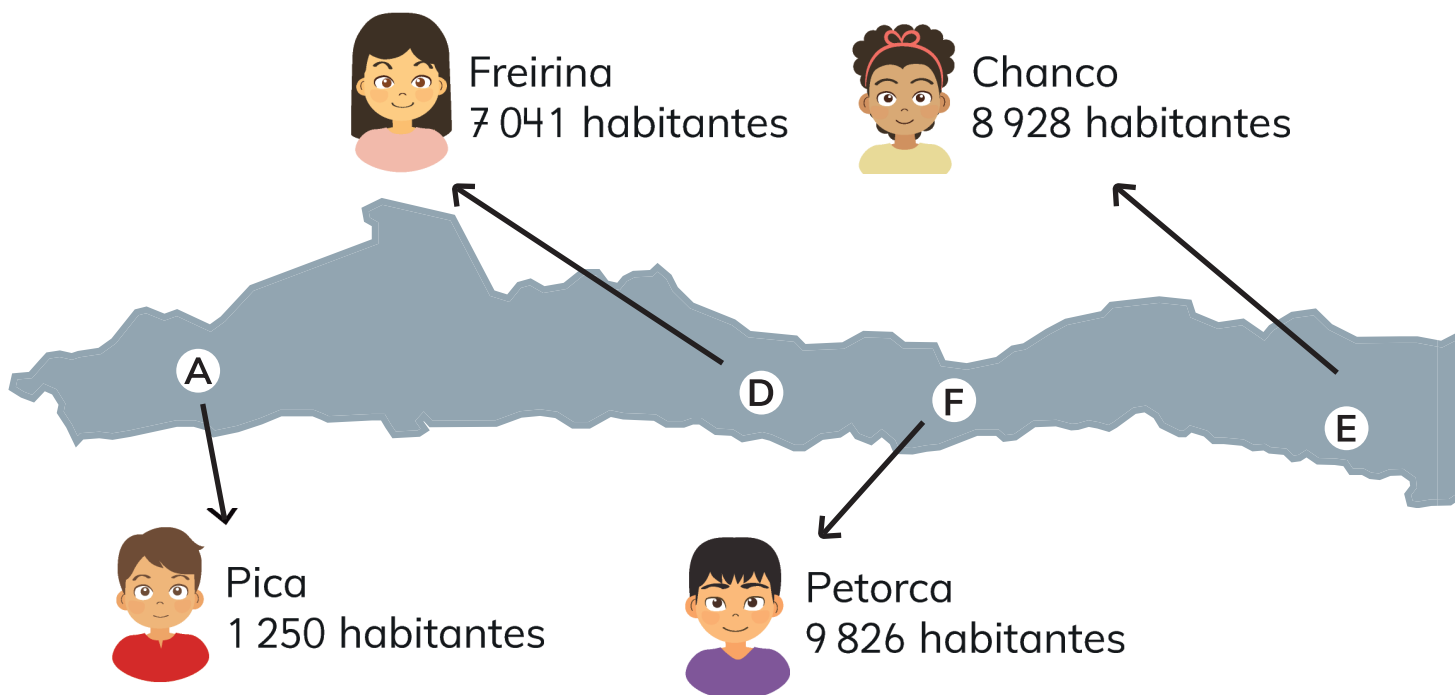 Freirina
7 041 habitantes
Chanco
8 928 habitantes
A
D
F
E
Pica
1 250 habitantes
Petorca
9 826 habitantes